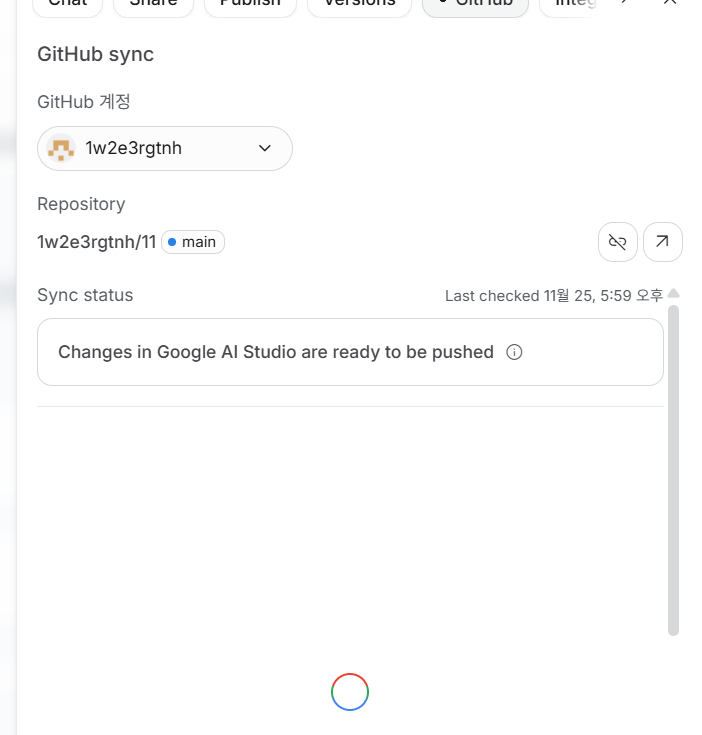 Chat Share Publish Versions GitHub Integ
GitHub sync
GitHub 계정
1w2e3rgtnh
Repository
1w2e3rgtnh/11 main
Sync status Last checked 11월 25, 5:59 오후
Changes in Google AI Studio are ready to be pushed